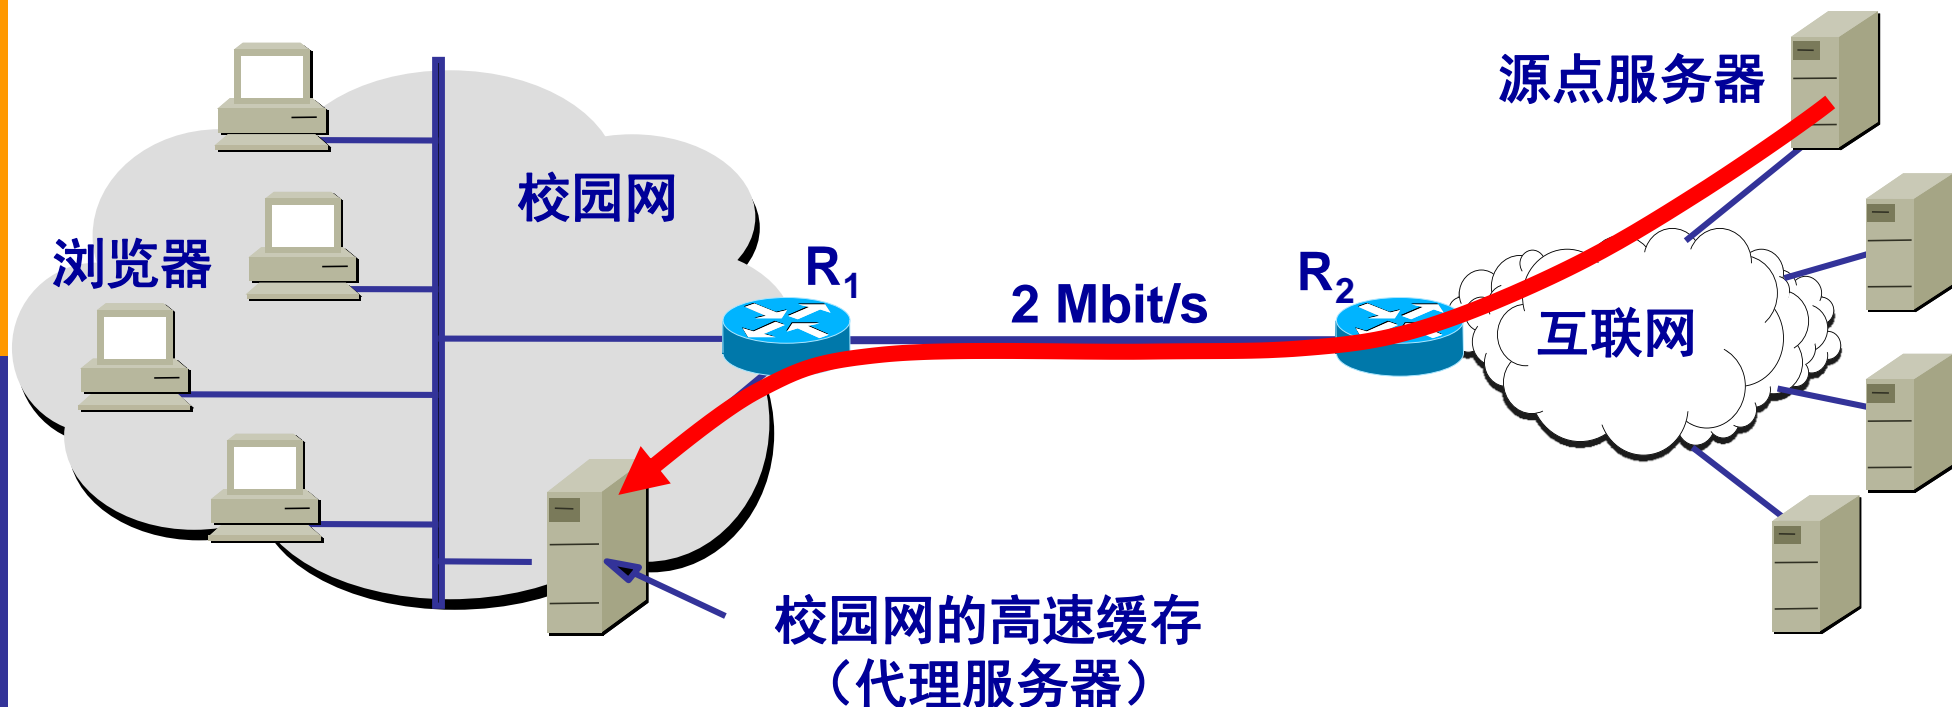 源点服务器
校园网
浏览器
R1
2 Mbit/s
R2
互联网
校园网的高速缓存
（代理服务器）